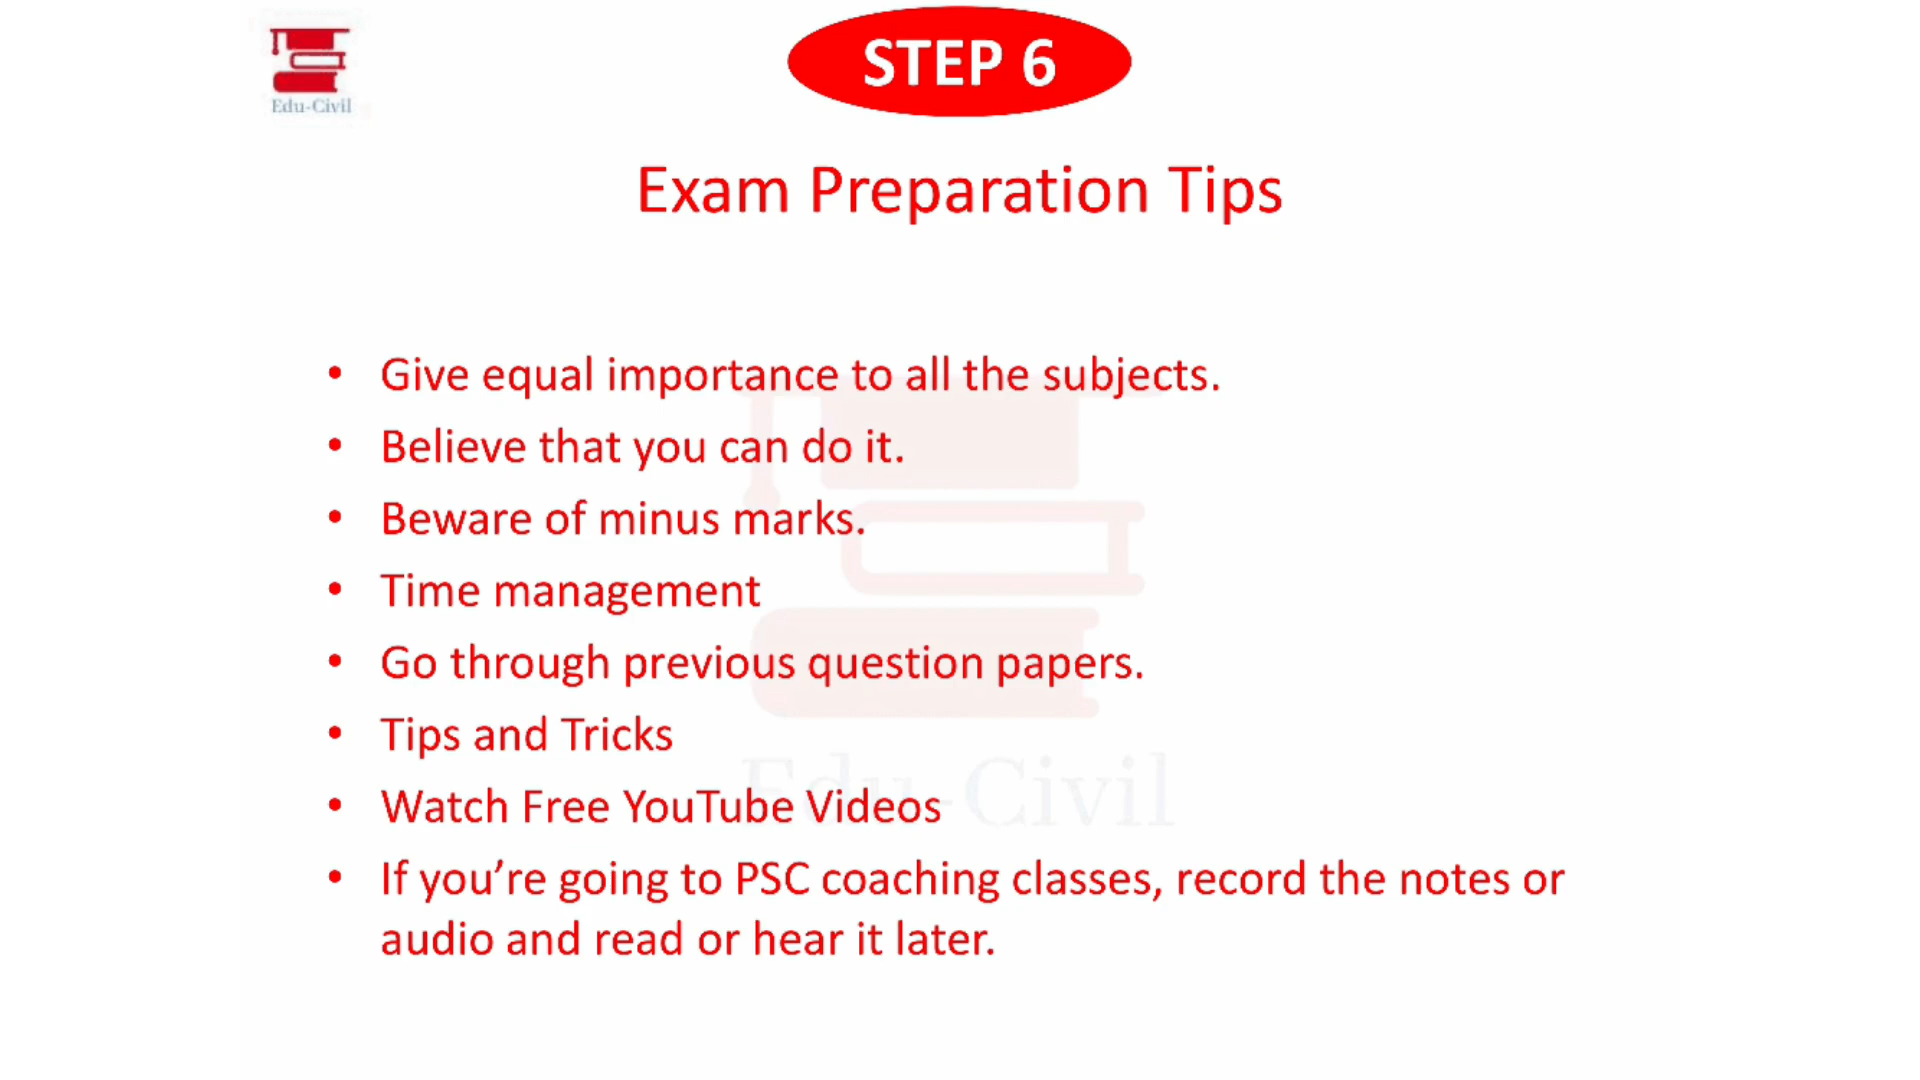 Edu-Civil
STEP 6
Exam Preparation Tips
• Give equal importance to all the subjects.
• Believe that you can do it.
• Beware of minus marks.
• Time management
• Go through previous question papers.
• Tips and Tricks
• Watch Free YouTube Videos
• If you’re going to PSC coaching classes, record the notes or
audio and read or hear it later.
Edu-Civil